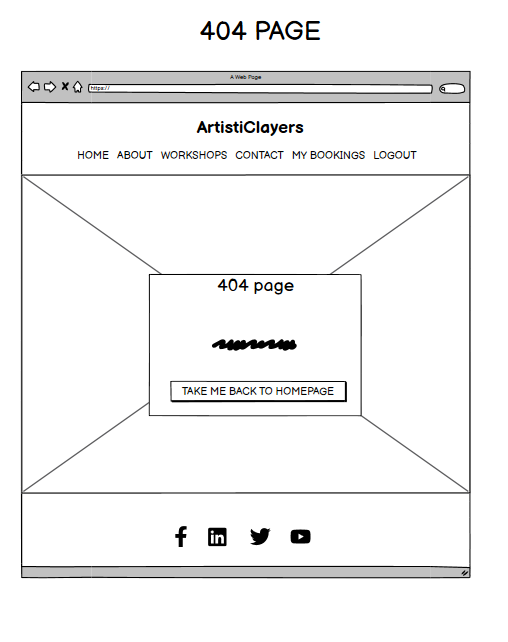 404 PAGE
A Web Page
https://
ArtistiClayers
HOME ABOUT WORKSHOPS CONTACT MY BOOKINGS LOGOUT
404 page
TAKE ME BACK TO HOMEPAGE